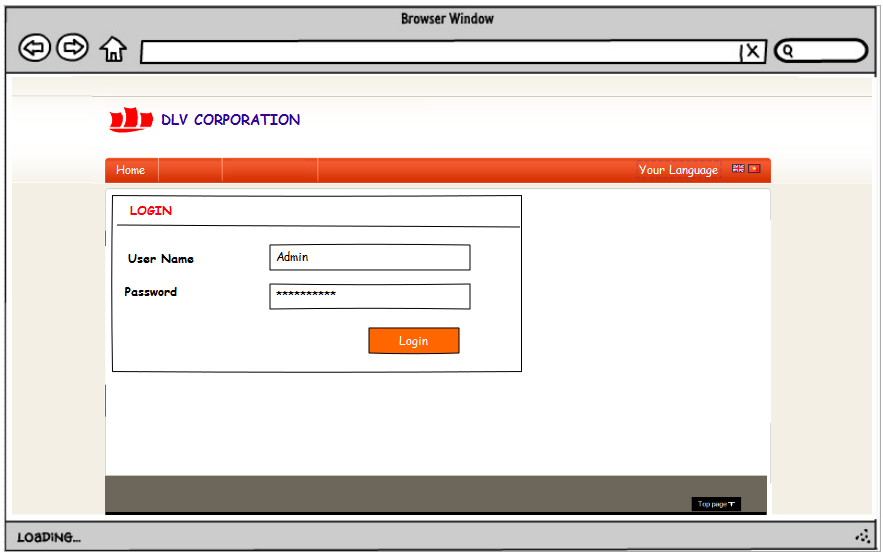 Browser Window
X
DLV CORPORATION
Home
Your Language
LOGIN
User Name
Admin
Password
**********
Login
Top page
LOADING...